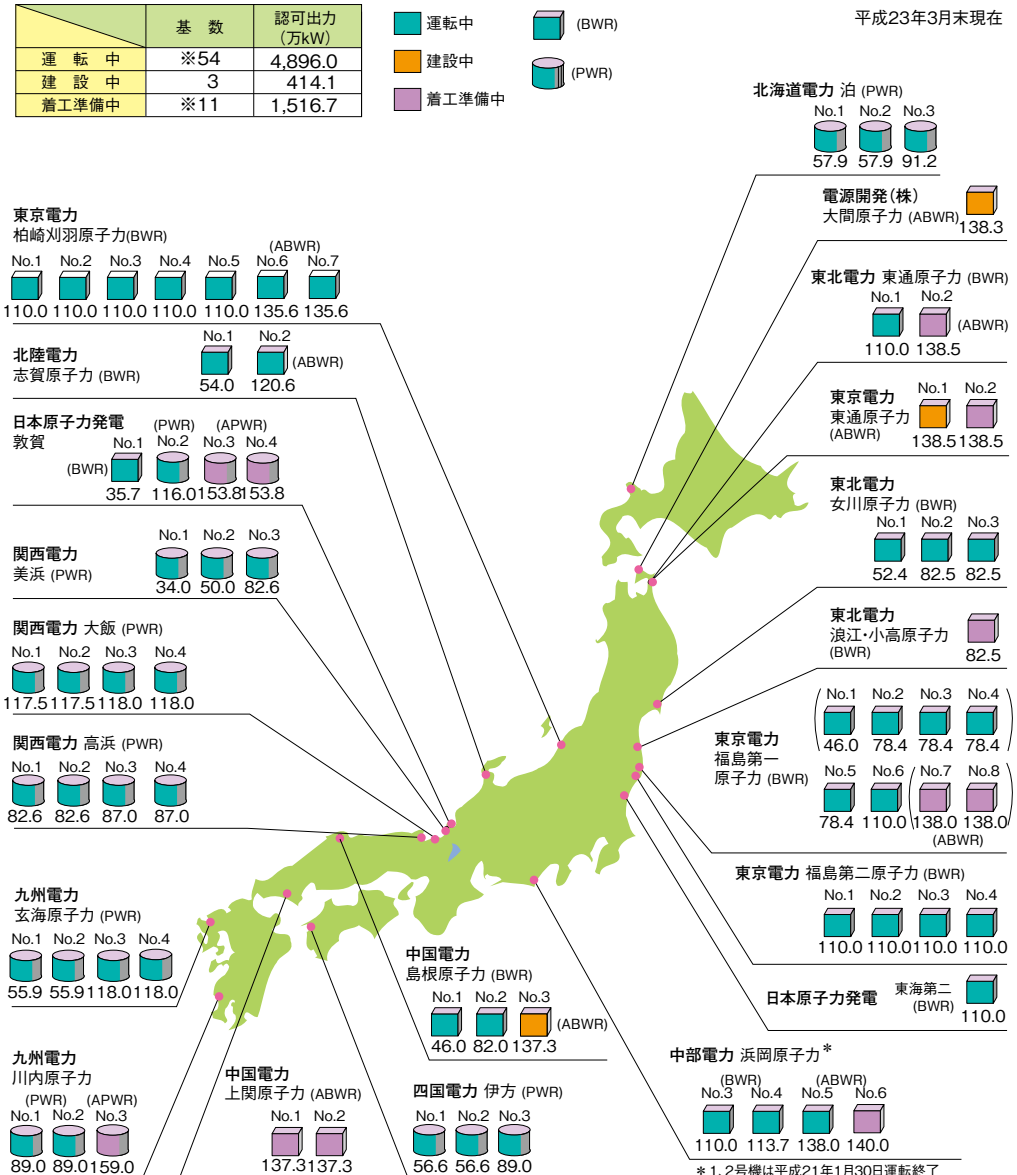 基 数 認可出力
(万kW)
運 転 中 ※54 4,896.0
建 設 中 3 414.1
着工準備中 ※11 1,516.7
運転中
建設中
着工準備中
(BWR)
(PWR)
平成23年3月末現在
北海道電力 泊 (PWR)
No.1 No.2 No.3
57.9 57.9 91.2
電源開発(株)
大間原子力 (ABWR)
138.3
東北電力 東通原子力 (BWR)
No.1 No.2
(ABWR)
110.0 138.5
東京電力
東通原子力
(ABWR)
No.1 No.2
138.5 138.5
東北電力
女川原子力 (BWR)
No.1 No.2 No.3
52.4 82.5 82.5
東北電力
浪江・小高原子力
(BWR)
82.5
東京電力
福島第一
原子力 (BWR)
No.1 No.2 No.3 No.4
46.0 78.4 78.4 78.4
No.5 No.6 No.7 No.8
78.4 110.0 138.0 138.0
(ABWR)
東京電力 福島第二原子力 (BWR)
No.1 No.2 No.3 No.4
110.0 110.0 110.0 110.0
日本原子力発電 東海第二
(BWR)
110.0
中部電力 浜岡原子力*
(BWR) (ABWR)
No.3 No.4 No.5 No.6
110.0 113.7 138.0 140.0
*1、2号機は平成21年1月30日運転終了
東京電力
柏崎刈羽原子力(BWR)
(ABWR)
No.1 No.2 No.3 No.4 No.5 No.6 No.7
110.0 110.0 110.0 110.0 110.0 135.6 135.6
北陸電力
志賀原子力 (BWR)
No.1 No.2
(ABWR)
54.0 120.6
日本原子力発電
敦賀
(PWR) (APWR)
No.1 No.2 No.3 No.4
(BWR)
35.7 116.0 153.8 153.8
関西電力
美浜 (PWR)
No.1 No.2 No.3
34.0 50.0 82.6
関西電力 大飯 (PWR)
No.1 No.2 No.3 No.4
117.5 117.5 118.0 118.0
関西電力 高浜 (PWR)
No.1 No.2 No.3 No.4
82.6 82.6 87.0 87.0
九州電力
玄海原子力 (PWR)
No.1 No.2 No.3 No.4
55.9 55.9 118.0 118.0
九州電力
川内原子力
(PWR) (APWR)
No.1 No.2 No.3
89.0 89.0 159.0
中国電力
上関原子力 (ABWR)
No.1 No.2
137.3 137.3
中国電力
島根原子力 (BWR)
No.1 No.2 No.3
(ABWR)
46.0 82.0 137.3
四国電力 伊方 (PWR)
No.1 No.2 No.3
56.6 56.6 89.0